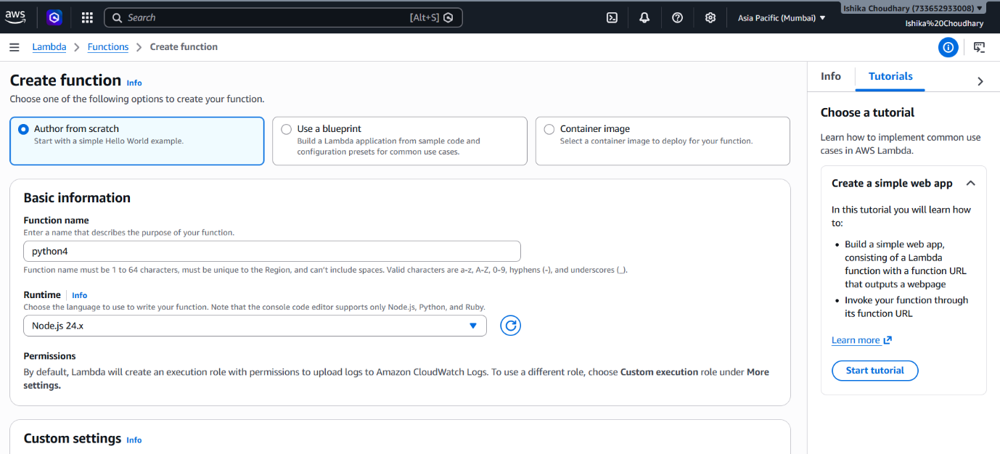 aws
Search [Alt+S]
Asia Pacific (Mumbai)
Ishika Choudhary (733652933008)
Ishika%20Choudhary
Lambda
Functions
Create function
Create function Info
Choose one of the following options to create your function.
Author from scratch
Start with a simple Hello World example.
Use a blueprint
Build a Lambda application from sample code and
configuration presets for common use cases.
Container image
Select a container image to deploy for your function.
Basic information
Function name
Enter a name that describes the purpose of your function.
python4
Function name must be 1 to 64 characters, must be unique to the Region, and can't include spaces. Valid characters are a-z, A-Z, 0-9, hyphens (-), and underscores (_).
Runtime Info
Choose the language to use to write your function. Note that the console code editor supports only Node.js, Python, and Ruby.
Node.js 24.x
Permissions
By default, Lambda will create an execution role with permissions to upload logs to Amazon CloudWatch Logs. To use a different role, choose Custom execution role under More
settings.
Custom settings Info
Info
Tutorials
Choose a tutorial
Learn how to implement common use
cases in AWS Lambda.
Create a simple web app
In this tutorial you will learn how
to:
• Build a simple web app,
consisting of a Lambda
function with a function URL
that outputs a webpage
• Invoke your function through
its function URL
Learn more
Start tutorial